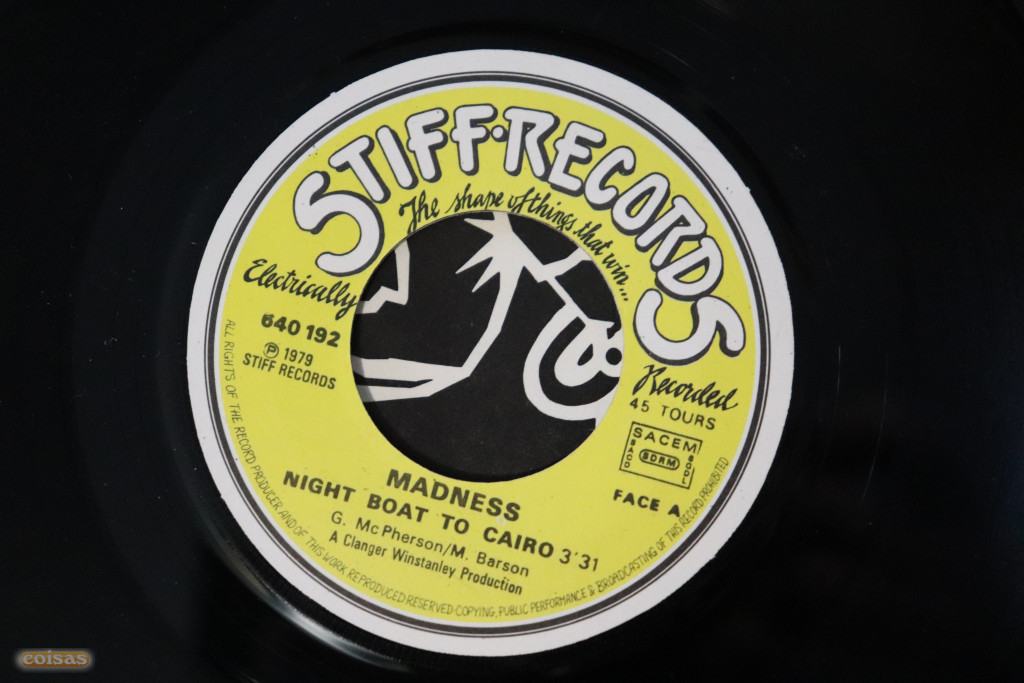 STIFF·RECORDS
The shape of things that win...
Electrically
640 192
Ⓟ 1979
STIFF RECORDS
Recorded
45 TOURS
SACEM
SACD
SDRM
SGDL
FACE A
MADNESS
NIGHT BOAT TO CAIRO 3'31
G. McPherson/M. Barson
A Clanger Winstanley Production
ALL RIGHTS OF THE RECORD PRODUCER AND OF THIS WORK REPRODUCED RESERVED-COPYING, PUBLIC PERFORMANCE & BROADCASTING OF THIS RECORD PROHIBITED
coisas